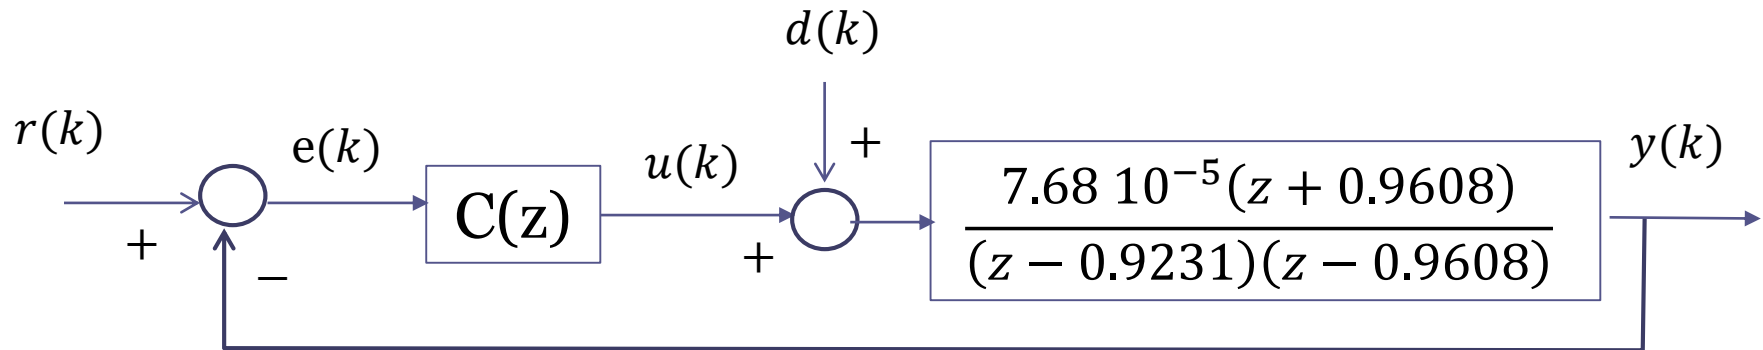 d(k)
r(k)
e(k)
u(k)
y(k)
+
7.68 10⁻⁵(z + 0.9608)
C(z)
(z − 0.9231)(z − 0.9608)
+
+
−